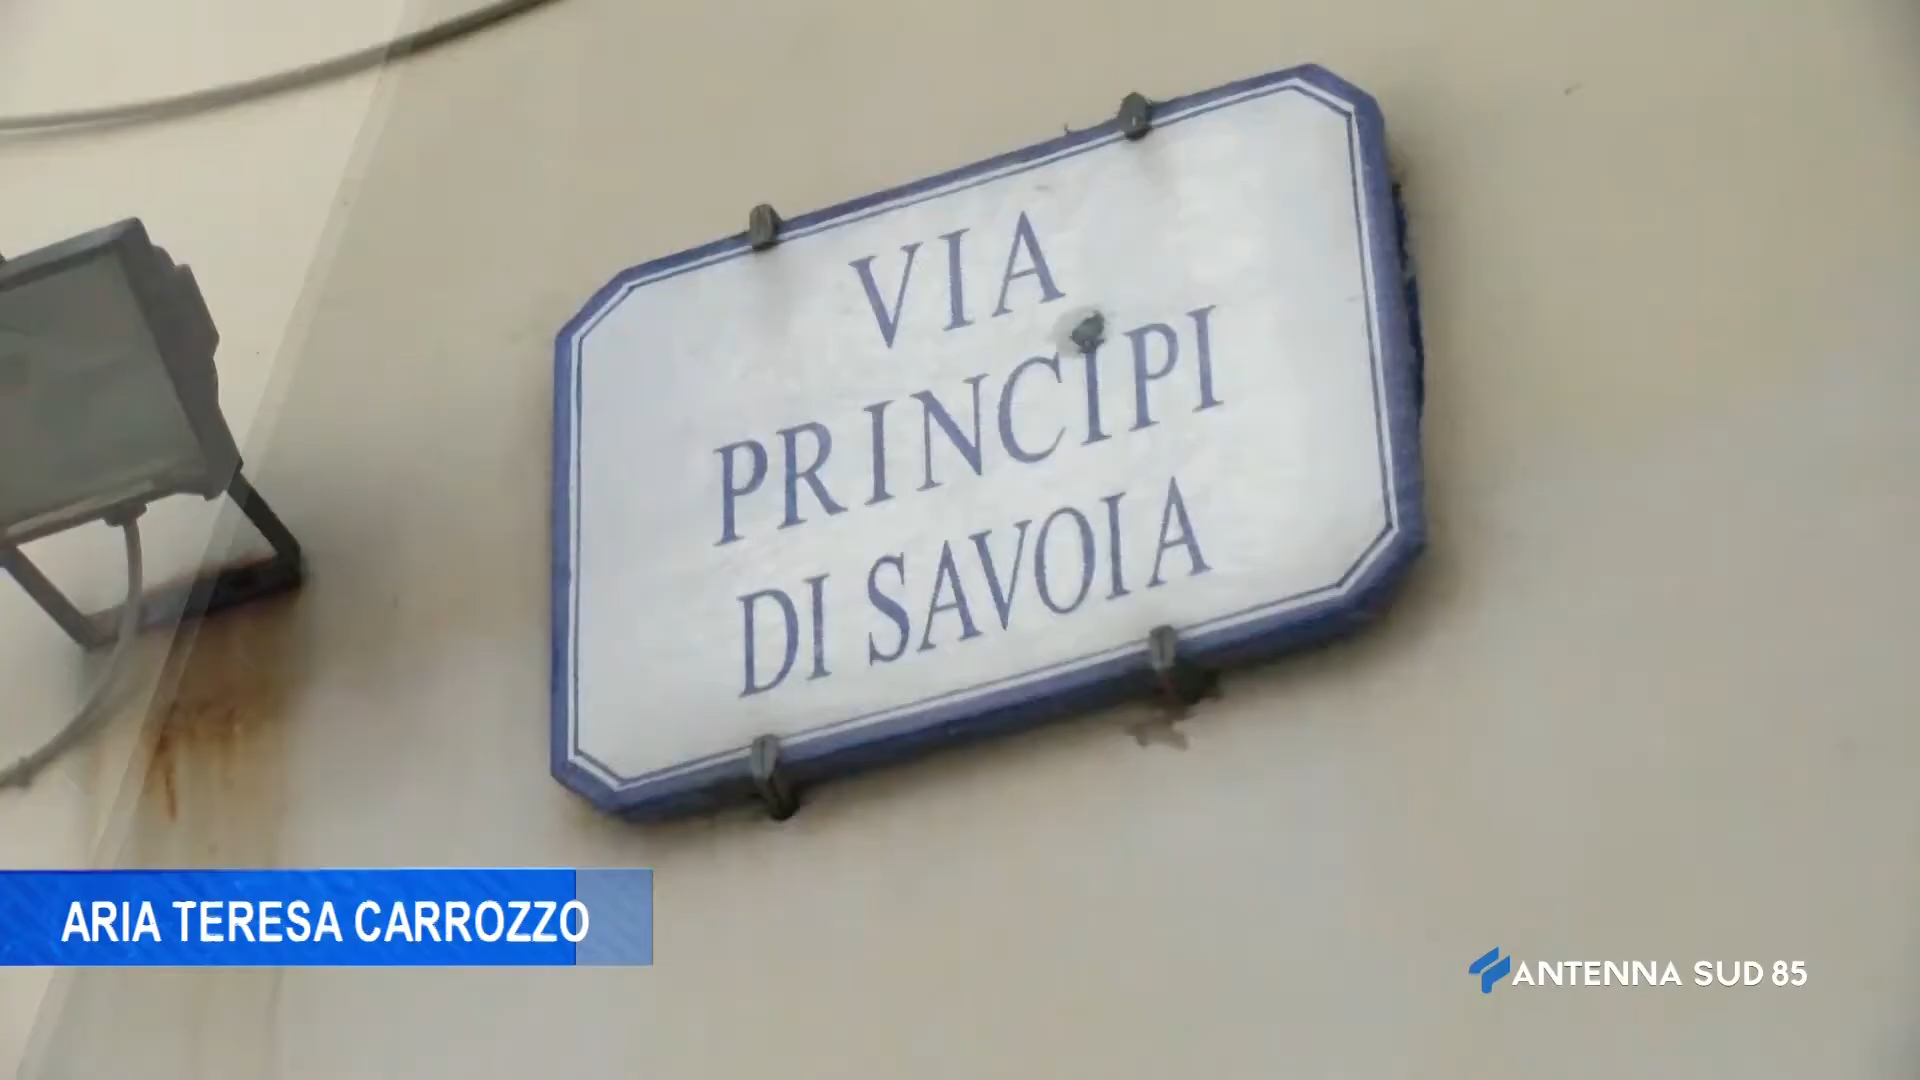 VIA
PRINCIPI
DI SAVOIA
ARIA TERESA CARROZZO
ANTENNA SUD 85